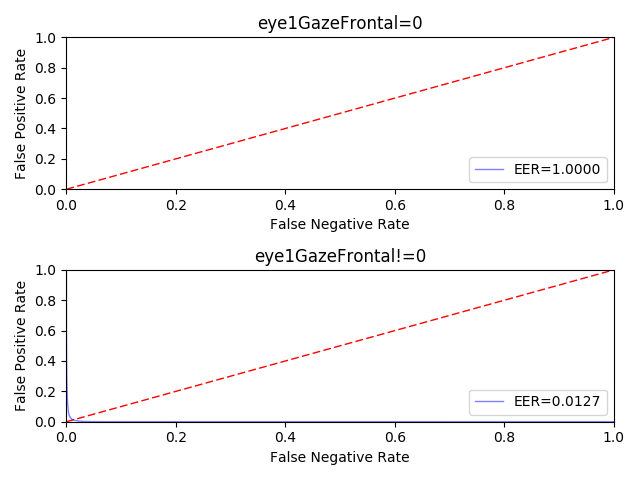 eye1GazeFrontal=0
1.0
0.8
0.6
0.4
0.2
0.0
False Positive Rate
EER=1.0000
0.0 0.2 0.4 0.6 0.8 1.0
False Negative Rate
eye1GazeFrontal!=0
1.0
0.8
0.6
0.4
0.2
0.0
False Positive Rate
EER=0.0127
0.0 0.2 0.4 0.6 0.8 1.0
False Negative Rate